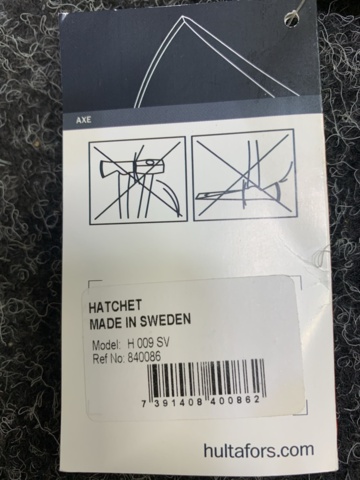 AXE
HATCHET
MADE IN SWEDEN
Model: H 009 SV
Ref No: 840086
7 391408 400862
hultafors.com